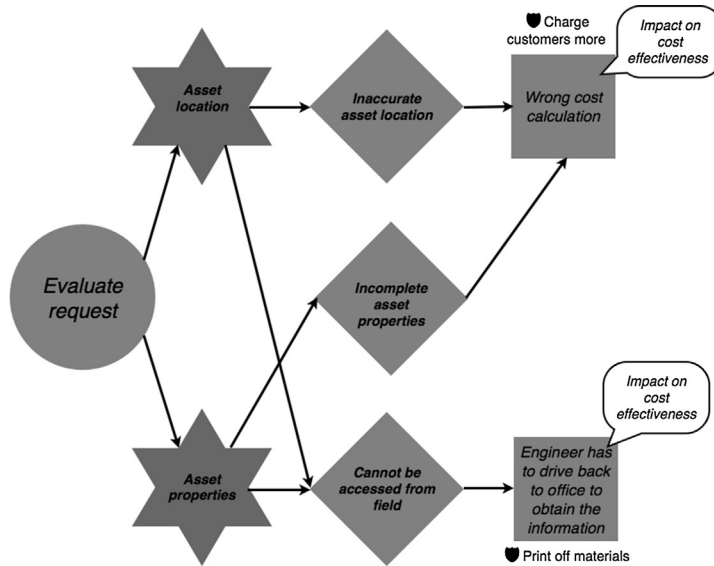 Charge
customers more
Impact on
cost
effectiveness
Asset
location
Inaccurate
asset location
Wrong cost
calculation
Evaluate
request
Incomplete
asset
properties
Impact on
cost
effectiveness
Asset
properties
Cannot be
accessed from
field
Engineer has
to drive back
to office to
obtain the
information
Print off materials